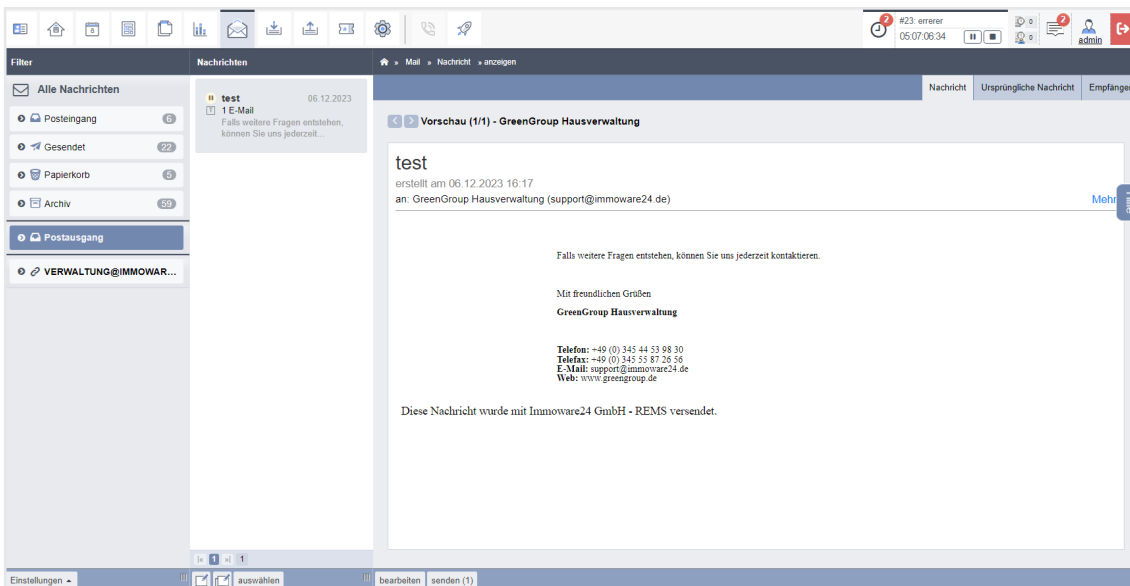 2
#23: errerer
05:07:06:34
0
0
2
admin
6
Filter
Nachrichten
» Mail » Nachricht » anzeigen
Alle Nachrichten
Posteingang 6
Gesendet 22
Papierkorb 5
Archiv 59
Postausgang
VERWALTUNG@IMMOWAR...
test 06.12.2023
1 E-Mail
Falls weitere Fragen entstehen,
können Sie uns jederzeit...
Nachricht Ursprüngliche Nachricht Empfänger
Vorschau (1/1) - GreenGroup Hausverwaltung
test
erstellt am 06.12.2023 16:17
an: GreenGroup Hausverwaltung (support@immoware24.de)
Mehr
Falls weitere Fragen entstehen, können Sie uns jederzeit kontaktieren.
Mit freundlichen Grüßen
GreenGroup Hausverwaltung
Telefon: +49 (0) 345 44 53 98 30
Telefax: +49 (0) 345 55 87 26 56
E-Mail: support@immoware24.de
Web: www.greengroup.de
Diese Nachricht wurde mit Immoware24 GmbH - REMS versendet.
1 1
Einstellungen
auswählen
bearbeiten senden (1)